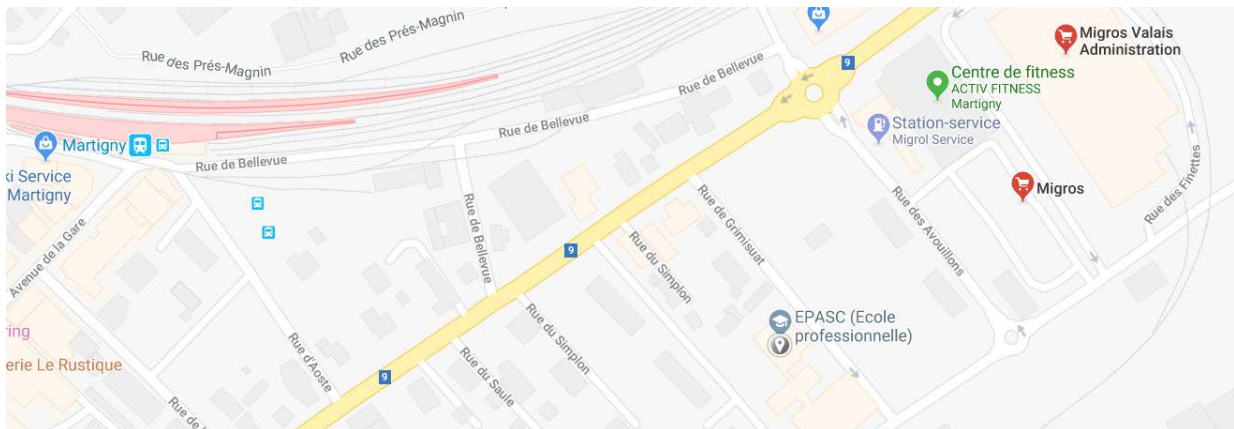 Rue des Prés-Magnin
Rue des Prés-Magnin
Migros Valais
Administration
9
Centre de fitness
ACTIV FITNESS
Martigny
Rue de Bellevue
Rue de Bellevue
Station-service
Migrol Service
Martigny
Rue de Bellevue
xi Service
Martigny
Migros
Rue des Finettes
Rue de Bellevue
Rue de Grimisuat
Rue des Avouillons
Avenue de la Gare
9
Rue du Simplon
EPASC (Ecole
professionnelle)
ring
erie Le Rustique
Rue d'Aoste
Rue du Simplon
Rue du Saule
9
Rue de